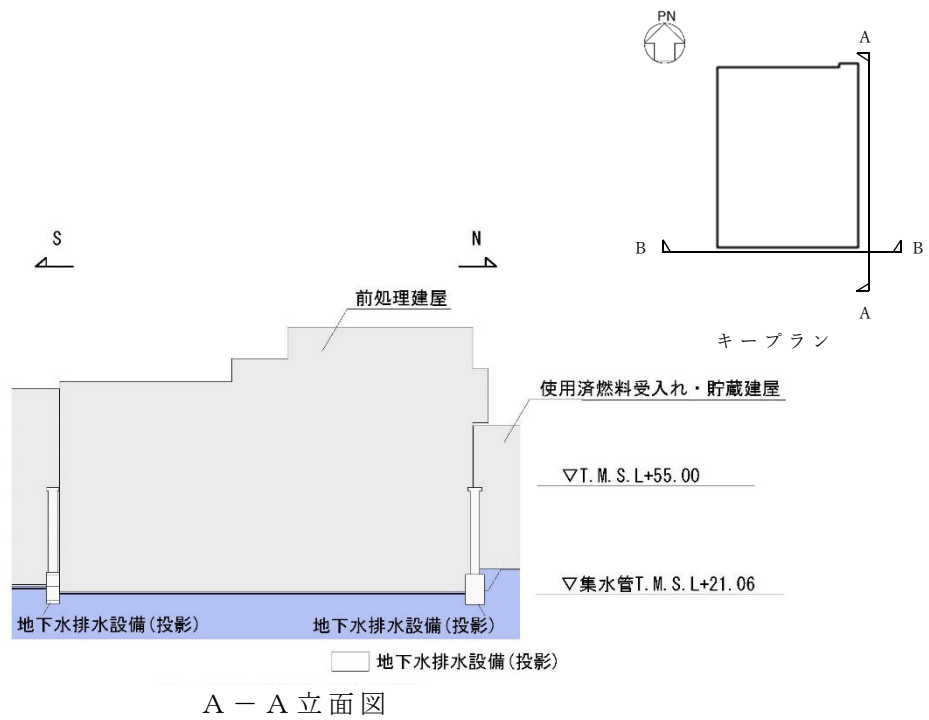 PN
A
B
B
A
キープラン
S
N
前処理建屋
使用済燃料受入れ・貯蔵建屋
▽T.M.S.L+55.00
▽集水管T.M.S.L+21.06
地下水排水設備(投影)
地下水排水設備(投影)
地下水排水設備(投影)
A－A立面図